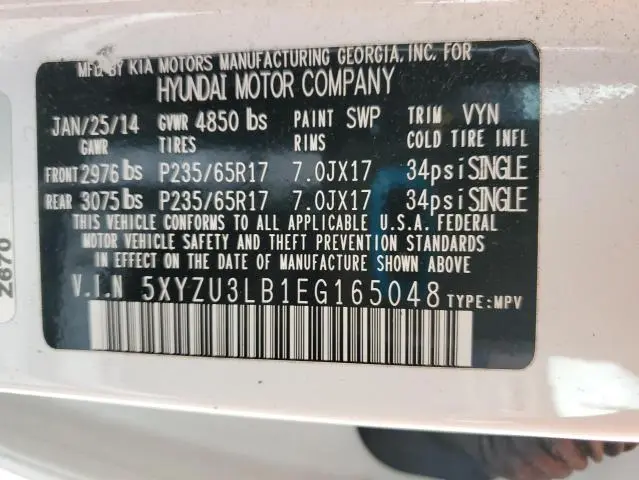 MFD BY KIA MOTORS MANUFACTURING GEORGIA, INC. FOR
HYUNDAI MOTOR COMPANY
JAN/25/14 GVWR 4850 lbs PAINT SWP TRIM VYN
GAWR TIRES RIMS COLD TIRE INFL
FRONT 2976 lbs P235/65R17 7.0JX17 34psi SINGLE
REAR 3075 lbs P235/65R17 7.0JX17 34psi SINGLE
THIS VEHICLE CONFORMS TO ALL APPLICABLE U.S.A. FEDERAL
MOTOR VEHICLE SAFETY AND THEFT PREVENTION STANDARDS
IN EFFECT ON THE DATE OF MANUFACTURE SHOWN ABOVE
V.I.N 5XYZU3LB1EG165048 TYPE:MPV
2670